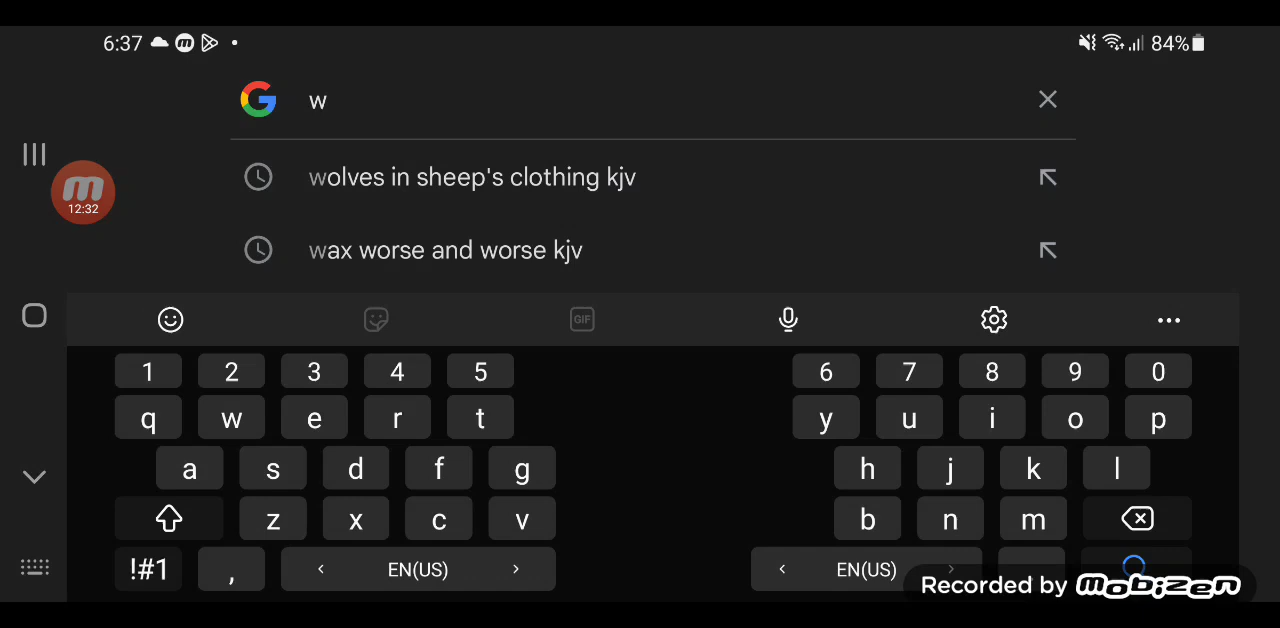 6:37 84%
w
12:32
wolves in sheep's clothing kjv
wax worse and worse kjv
GIF
1 2 3 4 5 6 7 8 9 0
q w e r t y u i o p
a s d f g h j k l
z x c v b n m
!#1 , < EN(US) > < EN(US) >
Recorded by mobizen